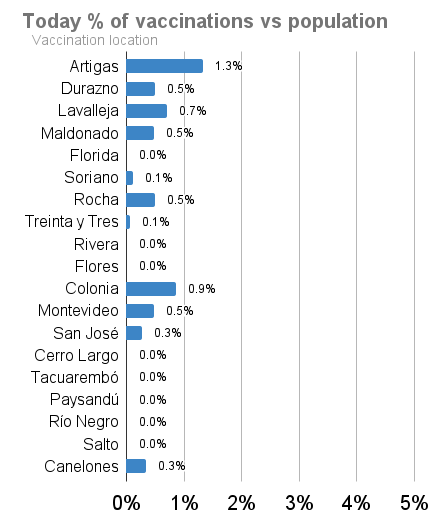 Today % of vaccinations vs population
Vaccination location
Artigas 1.3%
Durazno 0.5%
Lavalleja 0.7%
Maldonado 0.5%
Florida 0.0%
Soriano 0.1%
Rocha 0.5%
Treinta y Tres 0.1%
Rivera 0.0%
Flores 0.0%
Colonia 0.9%
Montevideo 0.5%
San José 0.3%
Cerro Largo 0.0%
Tacuarembó 0.0%
Paysandú 0.0%
Río Negro 0.0%
Salto 0.0%
Canelones 0.3%
0% 1% 2% 3% 4% 5%